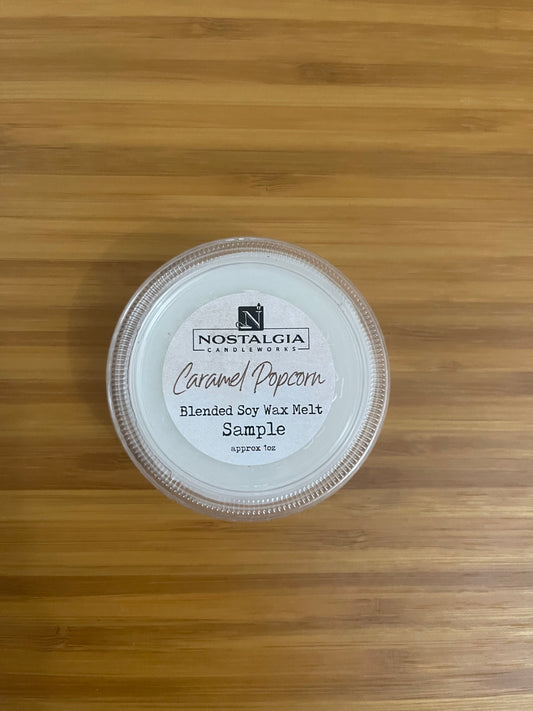 N
NOSTALGIA
CANDLEWORKS
Caramel Popcorn
Blended Soy Wax Melt
Sample
approx 1oz